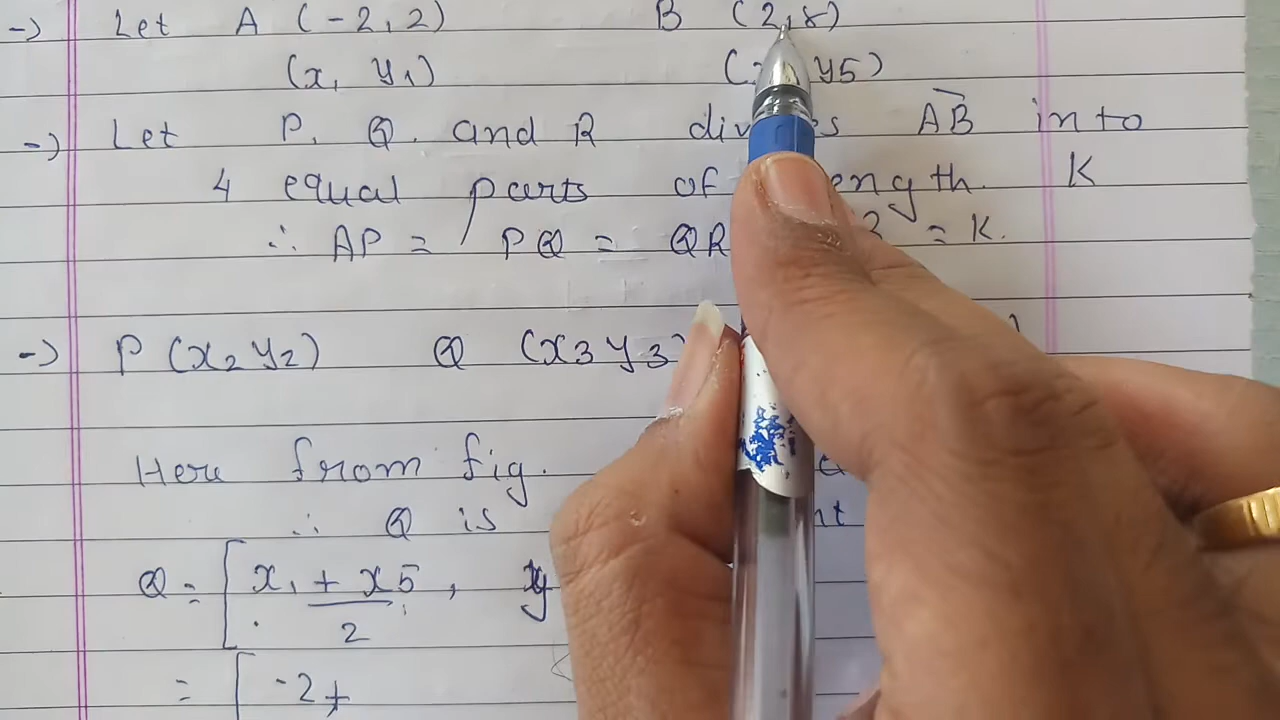 -) Let A (-2,2) B (2,8)
(x, y1) y5)
-) Let P, Q, and R AB into
4 equal parts of K
∴ AP = PQ = QR = K.
-) P (x2 y2) Q (x3 y3)
Here from fig.
∴ Q is
Q = [ x1 + x5 , y
2
= [ -2+